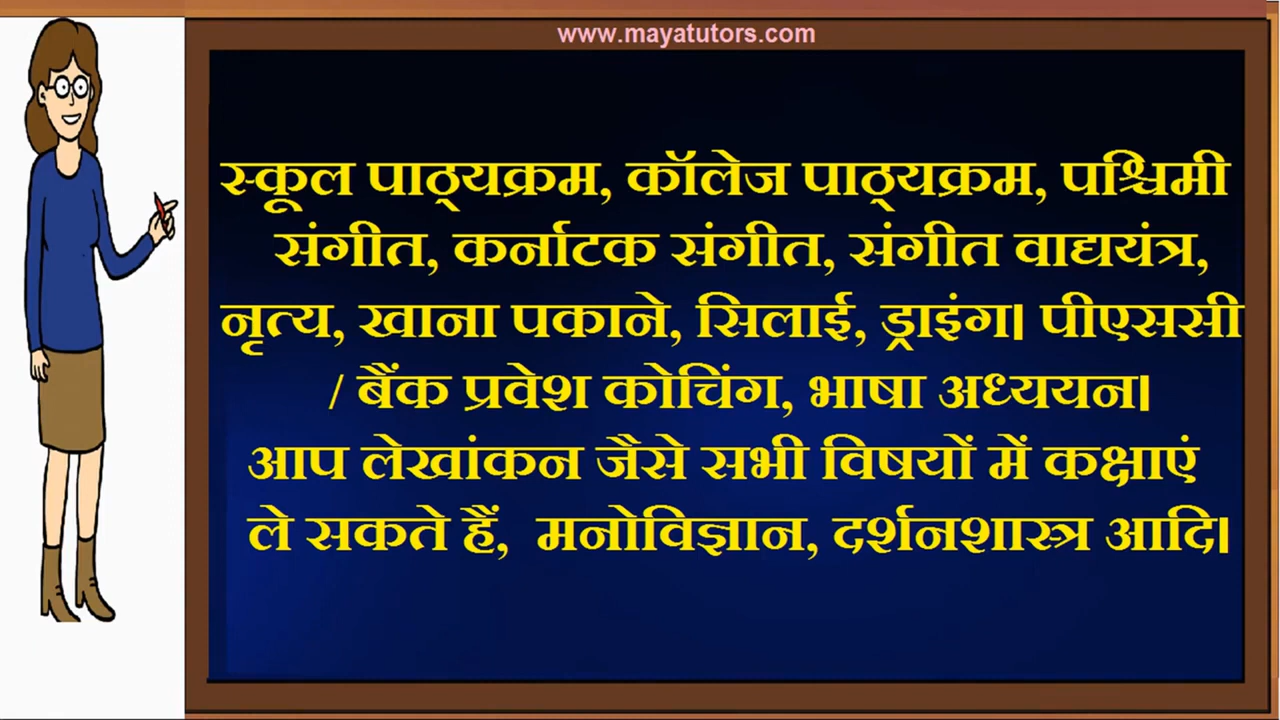 www.mayatutors.com
स्कूल पाठ्यक्रम, कॉलेज पाठ्यक्रम, पश्चिमी
संगीत, कर्नाटक संगीत, संगीत वाद्ययंत्र,
नृत्य, खाना पकाने, सिलाई, ड्राइंग। पीएससी
/ बैंक प्रवेश कोचिंग, भाषा अध्ययन।
आप लेखांकन जैसे सभी विषयों में कक्षाएं
ले सकते हैं, मनोविज्ञान, दर्शनशास्त्र आदि।